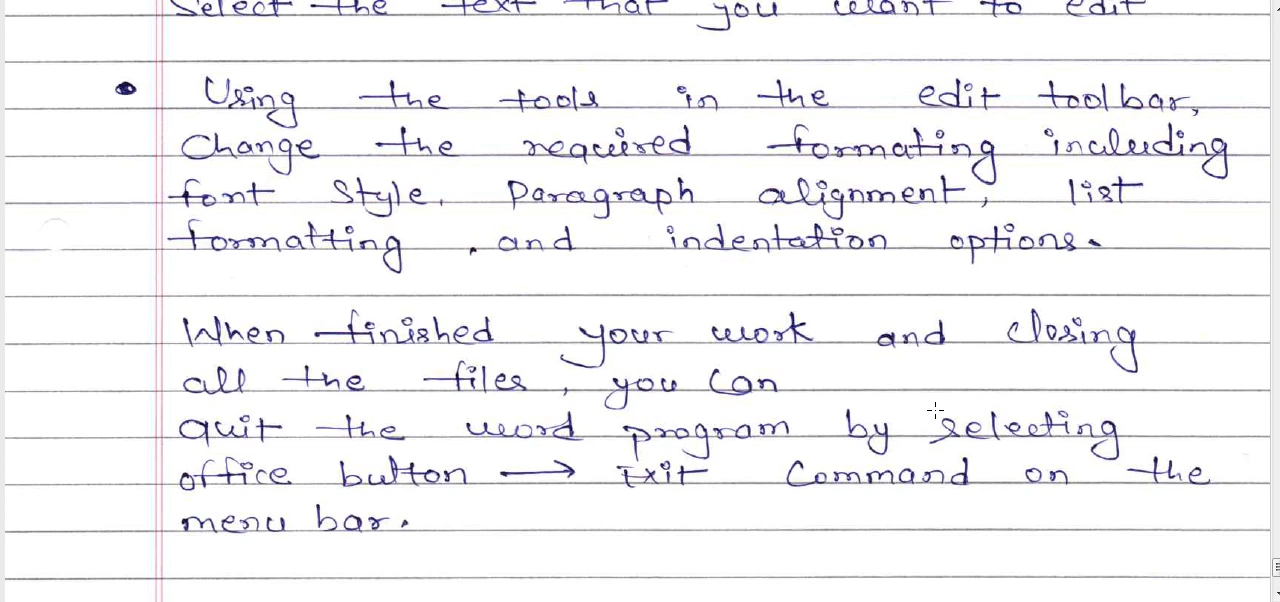 Select the text that you want to edit
• Using the tools in the edit toolbar,
Change the required formating including
font style, Paragraph alignment, list
formatting, and indentation options.
When finished your work and closing
all the files, you can
quit the word program by selecting
office button → Exit Command on the
menu bar.